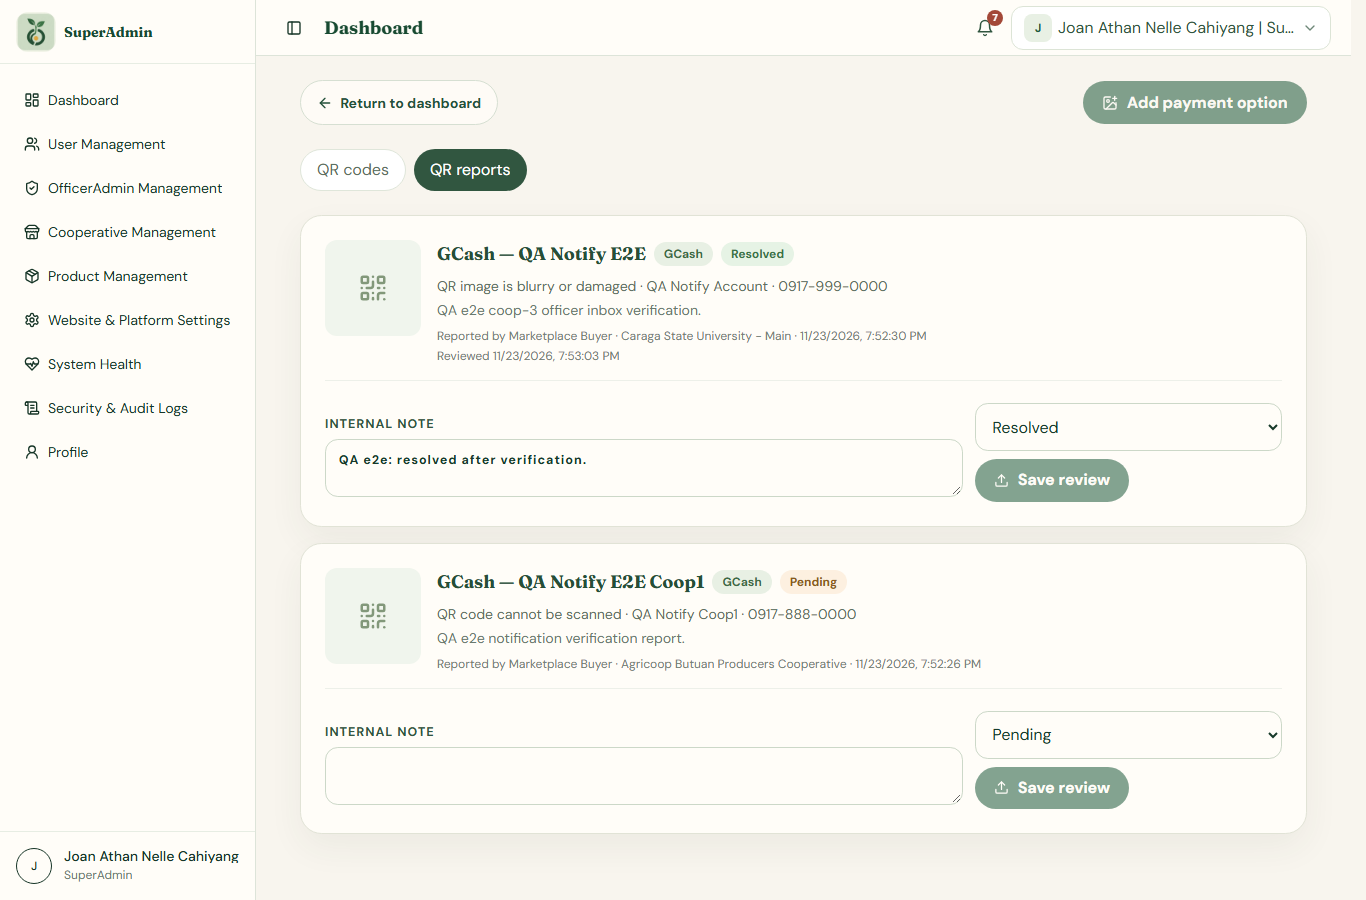 SuperAdmin
Dashboard
User Management
OfficerAdmin Management
Cooperative Management
Product Management
Website & Platform Settings
System Health
Security & Audit Logs
Profile
J
Joan Athan Nelle Cahiyang
SuperAdmin
Dashboard
7
J
Joan Athan Nelle Cahiyang | Su...
Return to dashboard
Add payment option
QR codes
QR reports
GCash — QA Notify E2E
GCash
Resolved
QR image is blurry or damaged · QA Notify Account · 0917-999-0000
QA e2e coop-3 officer inbox verification.
Reported by Marketplace Buyer · Caraga State University - Main · 11/23/2026, 7:52:30 PM
Reviewed 11/23/2026, 7:53:03 PM
INTERNAL NOTE
QA e2e: resolved after verification.
Resolved
Save review
GCash — QA Notify E2E Coop1
GCash
Pending
QR code cannot be scanned · QA Notify Coop1 · 0917-888-0000
QA e2e notification verification report.
Reported by Marketplace Buyer · Agricoop Butuan Producers Cooperative · 11/23/2026, 7:52:26 PM
INTERNAL NOTE
Pending
Save review